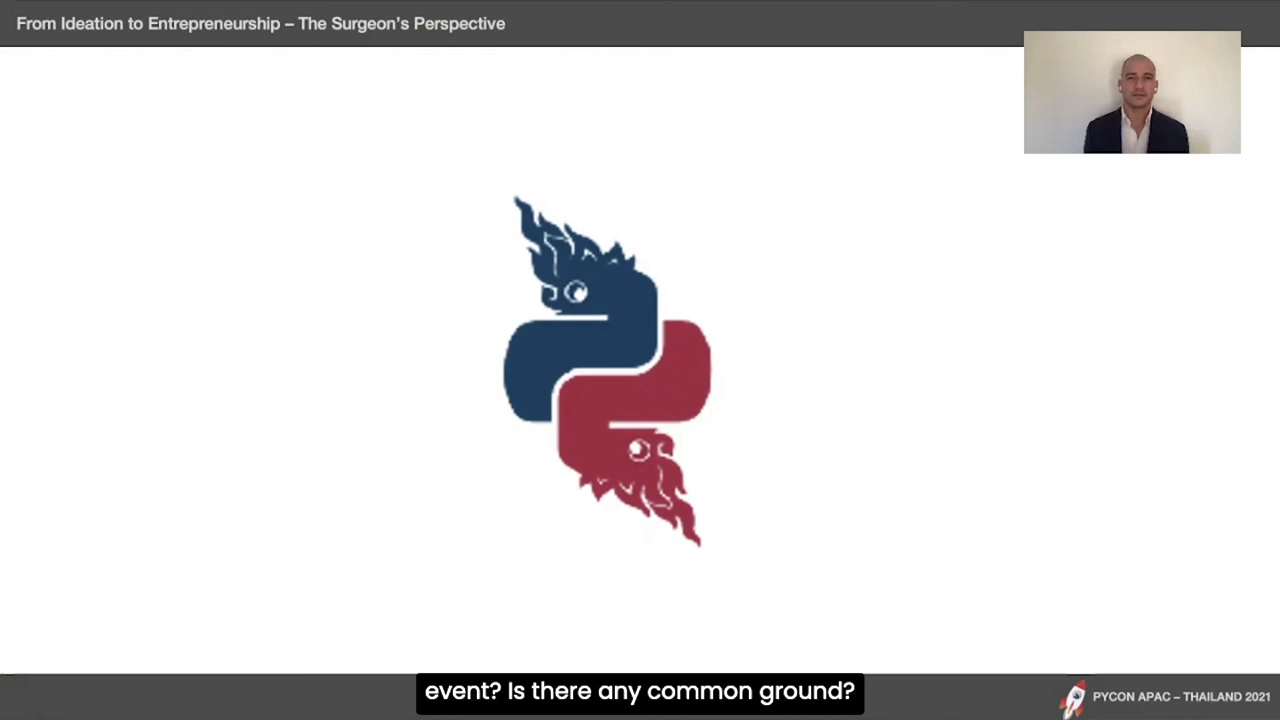 From Ideation to Entrepreneurship – The Surgeon's Perspective
event? Is there any common ground?
PYCON APAC – THAILAND 2021